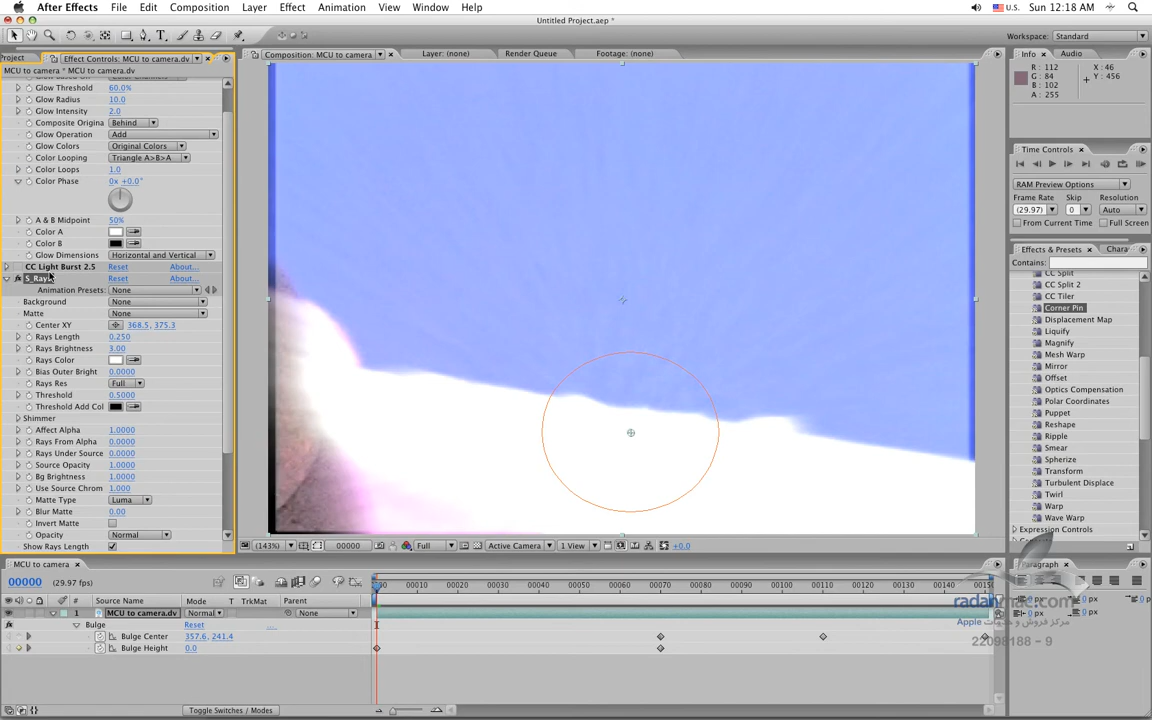 After Effects File Edit Composition Layer Effect Animation View Window Help U.S. Sun 12:18 AM
Untitled Project.aep *
Workspace: Standard
Project Effect Controls: MCU to camera.dv
Composition: MCU to camera Layer: (none) Render Queue Footage: (none)
Info Audio
MCU to camera * MCU to camera.dv
R : 112 X : 46
G : 84 Y : 456
B : 102
A : 255
Glow Threshold 60.0%
Glow Radius 10.0
Glow Intensity 2.0
Composite Origina Behind
Glow Operation Add
Glow Colors Original Colors
Color Looping Triangle A>B>A
Color Loops 1.0
Color Phase 0x +0.0°
A & B Midpoint 50%
Color A
Color B
Glow Dimensions Horizontal and Vertical
CC Light Burst 2.5 Reset About...
S_Rays Reset About...
Animation Presets: None
Background None
Matte None
Center XY 368.5, 375.3
Rays Length 0.250
Rays Brightness 3.00
Rays Color
Bias Outer Bright 0.0000
Rays Res Full
Threshold 0.5000
Threshold Add Col
Shimmer
Affect Alpha 1.0000
Rays From Alpha 0.0000
Rays Under Source 0.0000
Source Opacity 1.0000
Bg Brightness 1.0000
Use Source Chrom 1.000
Matte Type Luma
Blur Matte 0.00
Invert Matte
Opacity Normal
Show Rays Length
Time Controls
RAM Preview Options
Frame Rate Skip Resolution
(29.97) 0 Auto
From Current Time Full Screen
Effects & Presets Chara
Contains:
CC Split
CC Split 2
CC Tiler
Corner Pin
Displacement Map
Liquify
Magnify
Mesh Warp
Mirror
Offset
Optics Compensation
Polar Coordinates
Puppet
Reshape
Ripple
Smear
Spherize
Transform
Turbulent Displace
Twirl
Warp
Wave Warp
Expression Controls
(143%) 00000 Full Active Camera 1 View +0.0
MCU to camera
Paragraph
00000 (29.97 fps)
00010 00020 00030 00040 00050 00060 00070 00080 00090 00100 00110 00120 00130 00140 00150
# Source Name Mode T TrkMat Parent
1 MCU to camera.dv Normal None
Bulge Reset
Bulge Center 357.6, 241.4
Bulge Height 0.0
Toggle Switches / Modes
0 px 0 px
radanmac.com
مرکز فروش و خدمات Apple
22098188 - 9